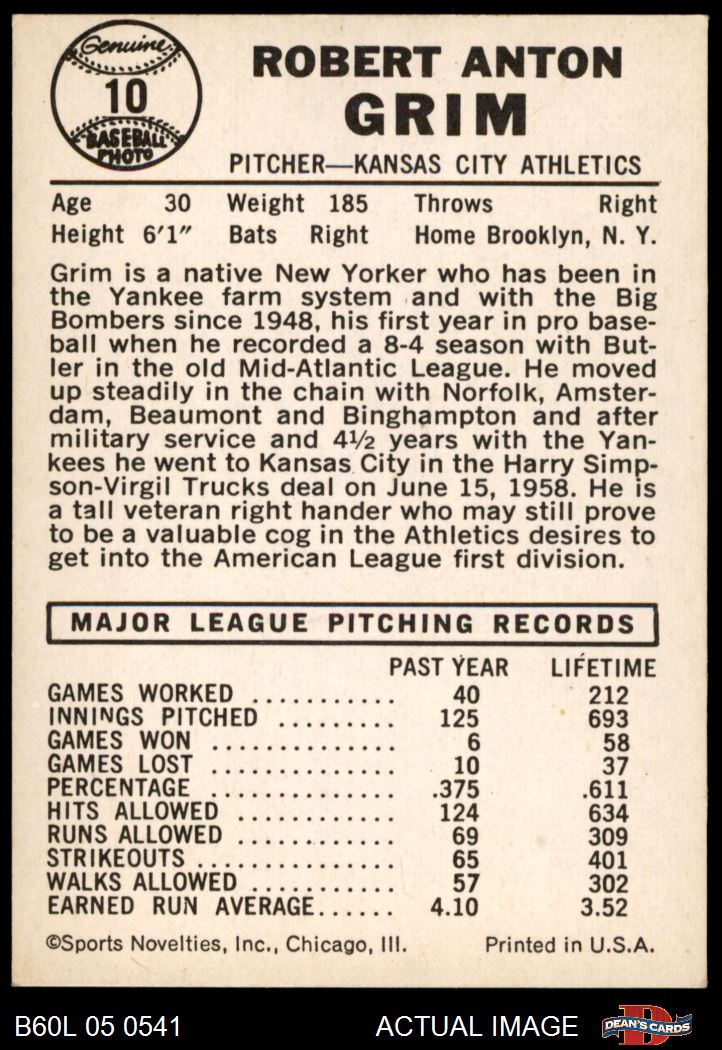 Genuine
10
BASEBALL
PHOTO
ROBERT ANTON
GRIM
PITCHER—KANSAS CITY ATHLETICS
Age 30 Weight 185 Throws Right
Height 6'1" Bats Right Home Brooklyn, N. Y.
Grim is a native New Yorker who has been in
the Yankee farm system and with the Big
Bombers since 1948, his first year in pro base-
ball when he recorded a 8-4 season with But-
ler in the old Mid-Atlantic League. He moved
up steadily in the chain with Norfolk, Amster-
dam, Beaumont and Binghampton and after
military service and 4½ years with the Yan-
kees he went to Kansas City in the Harry Simp-
son-Virgil Trucks deal on June 15, 1958. He is
a tall veteran right hander who may still prove
to be a valuable cog in the Athletics desires to
get into the American League first division.
MAJOR LEAGUE PITCHING RECORDS
PAST YEAR LIFETIME
GAMES WORKED ........... 40 212
INNINGS PITCHED ......... 125 693
GAMES WON .............. 6 58
GAMES LOST .............. 10 37
PERCENTAGE .............. .375 .611
HITS ALLOWED ............ 124 634
RUNS ALLOWED ............ 69 309
STRIKEOUTS ............... 65 401
WALKS ALLOWED ........... 57 302
EARNED RUN AVERAGE...... 4.10 3.52
©Sports Novelties, Inc., Chicago, Ill. Printed in U.S.A.
B60L 05 0541 ACTUAL IMAGE D DEAN'S CARDS